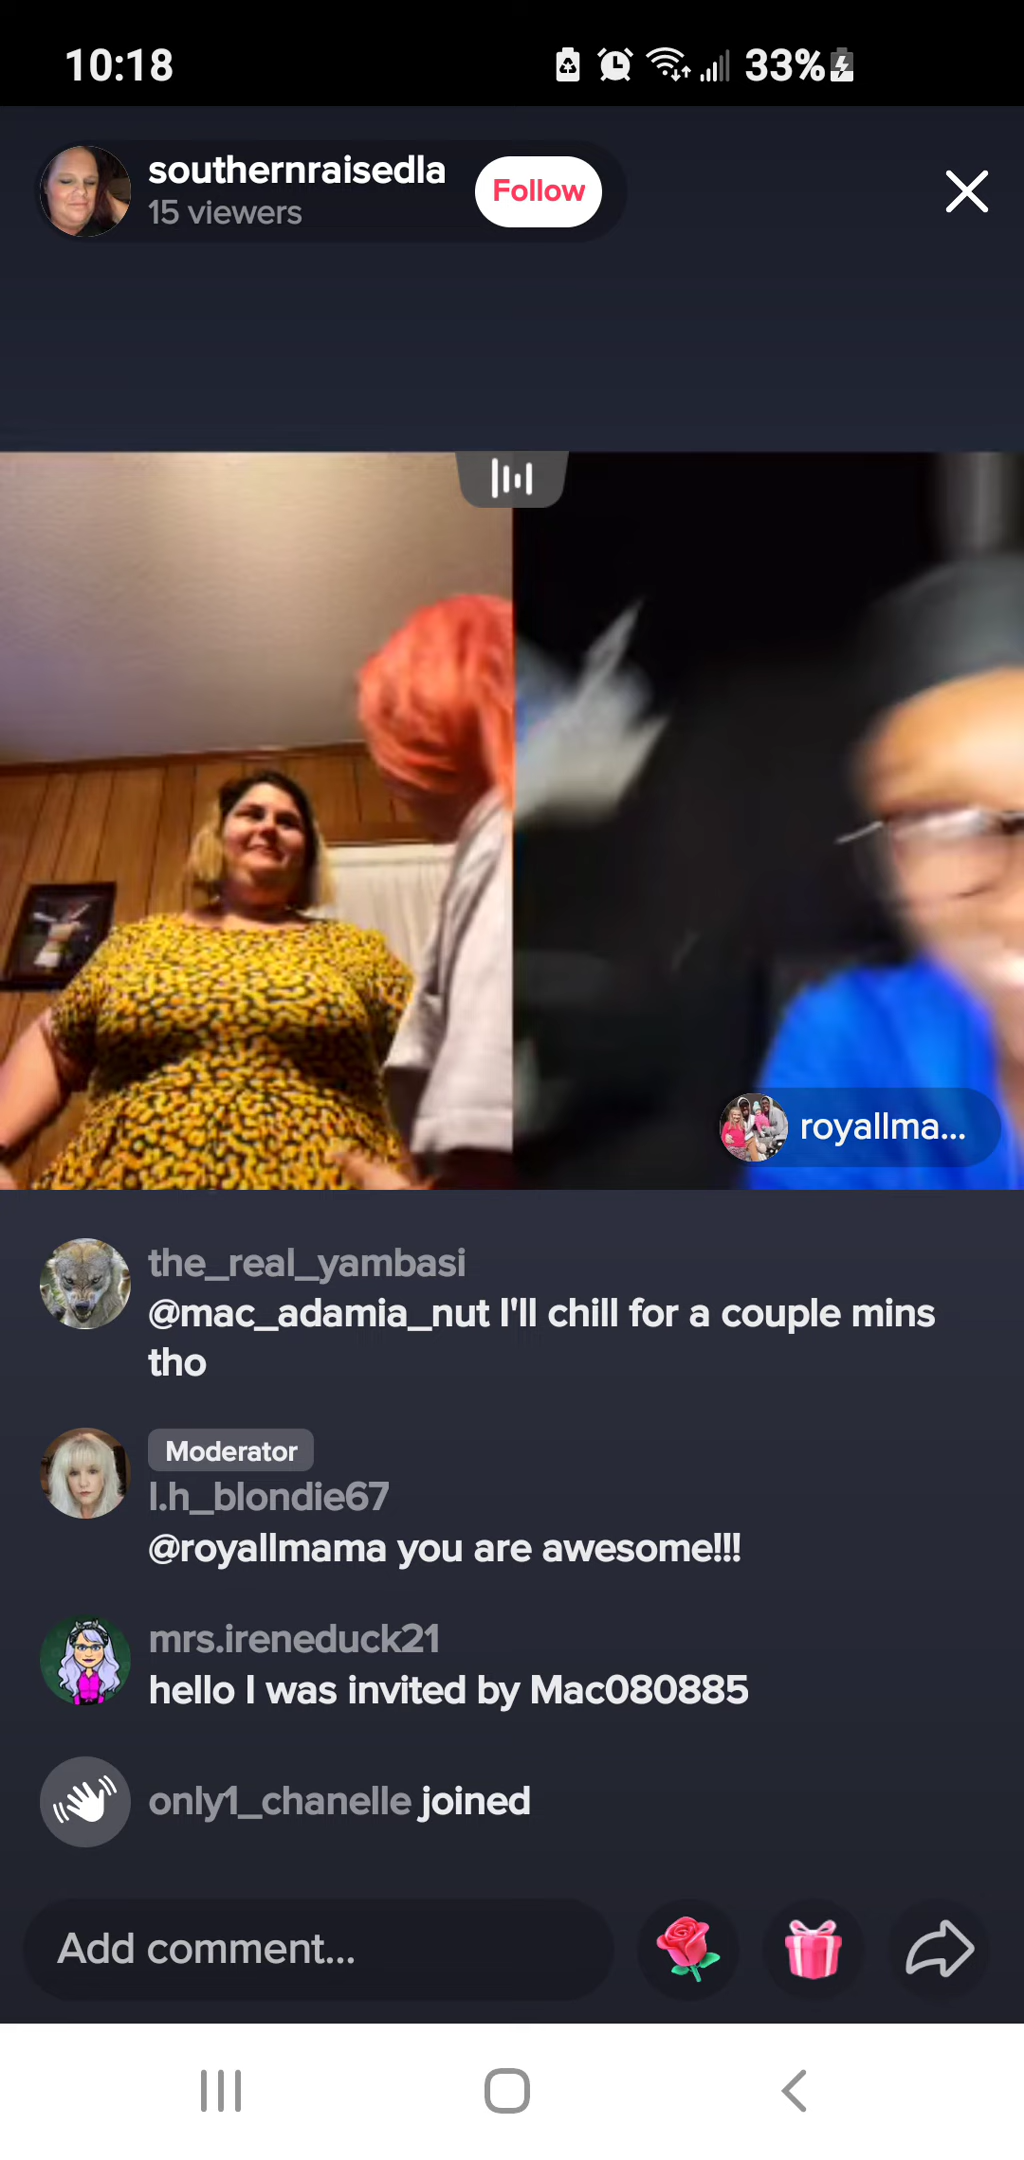 10:18
33%
southernraisedla
15 viewers
Follow
royallma...
the_real_yambasi
@mac_adamia_nut I'll chill for a couple mins
tho
Moderator
l.h_blondie67
@royallmama you are awesome!!!
mrs.ireneduck21
hello I was invited by Mac080885
only1_chanelle joined
Add comment...